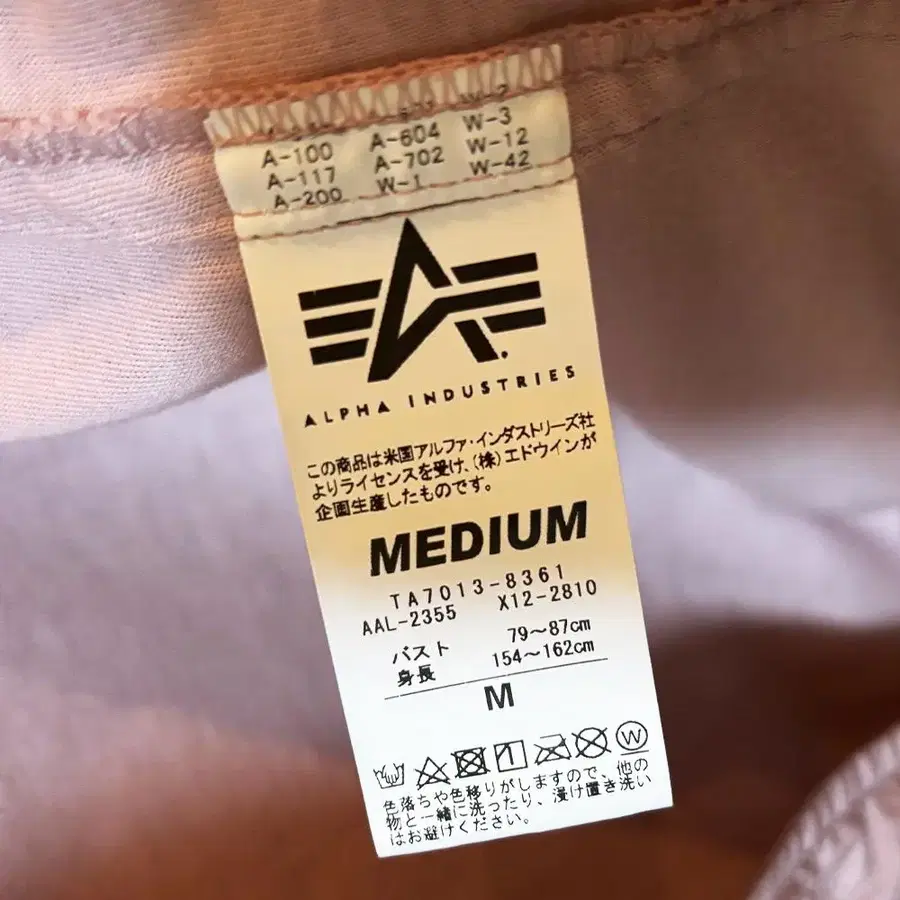 A-100 A-604 W-3
A-117 A-702 W-12
A-200 W-1 W-42
ALPHA INDUSTRIES
この商品は米国アルファ・インダストリーズ社
よりライセンスを受け、(株)エドウインが
企画生産したものです。
MEDIUM
TA7013-8361
AAL-2355 X12-2810
バスト 79〜87cm
身長 154〜162cm
M
W
色落ちや色移りがしますので、他の
物と一緒に洗ったり、浸け置き洗い
はお避けください。